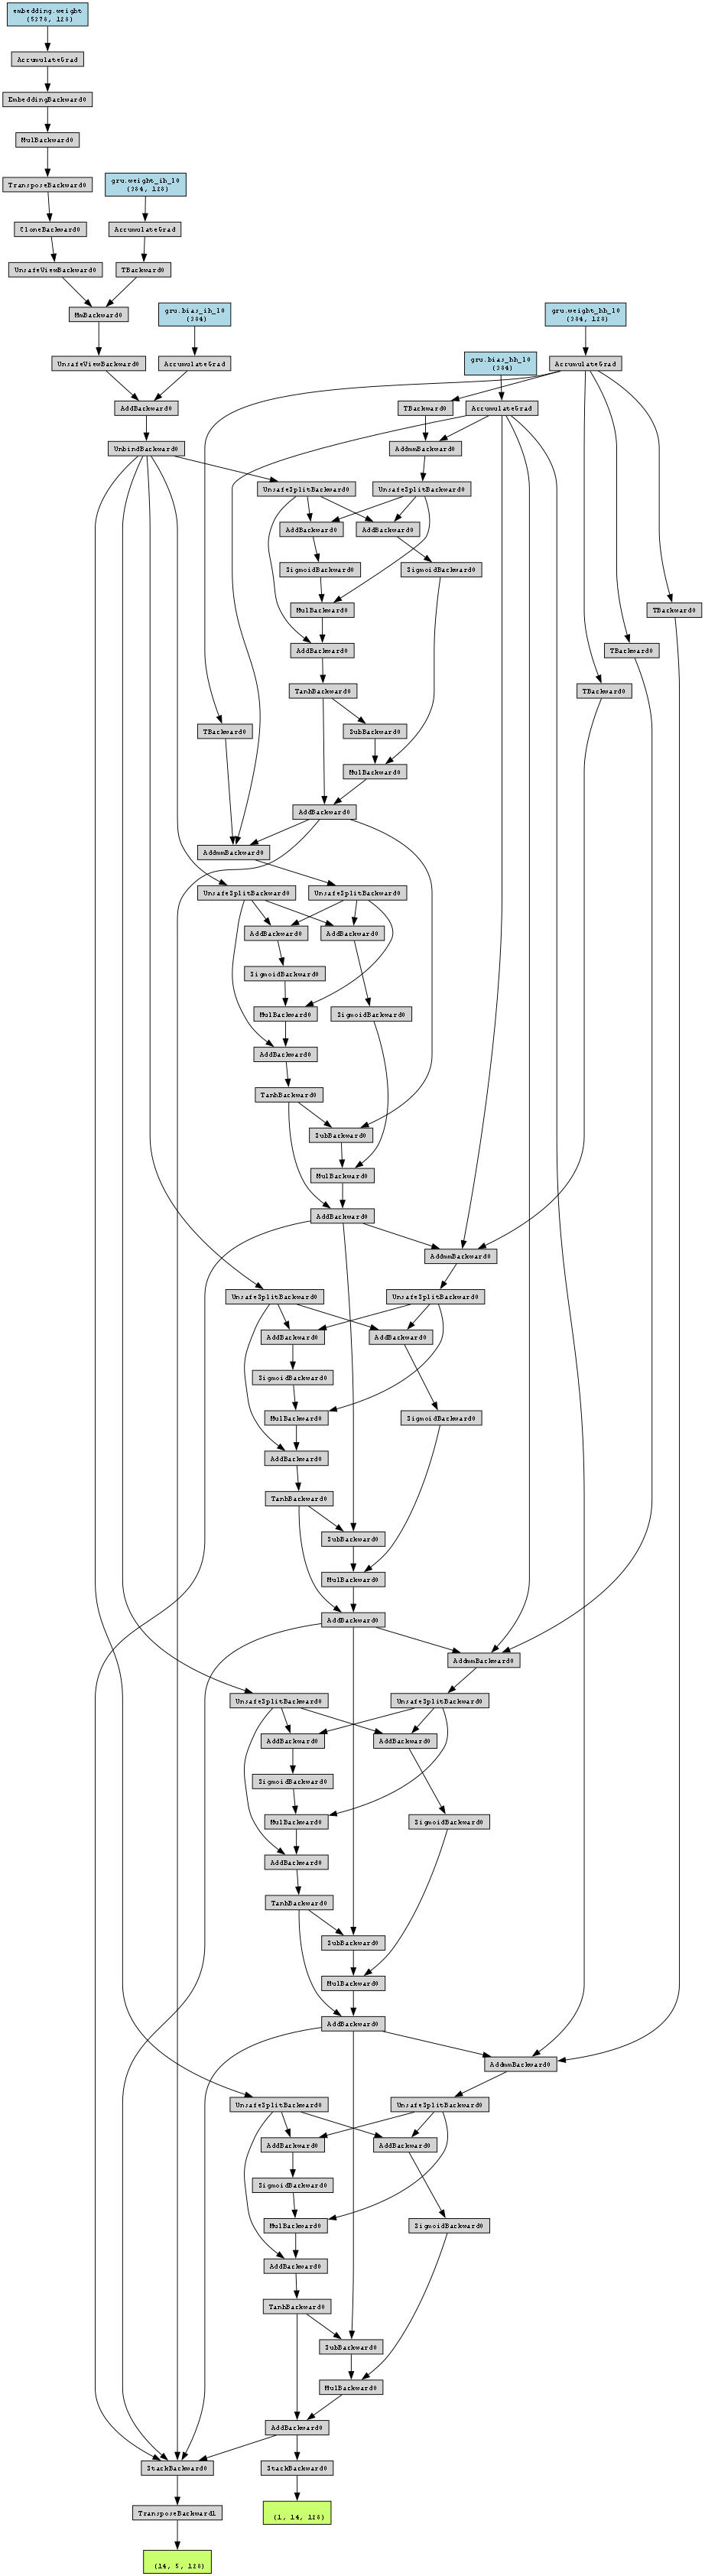 embedding.weight
(5373, 128)
AccumulateGrad
EmbeddingBackward0
MulBackward0
TransposeBackward0
gru.weight_ih_l0
(384, 128)
CloneBackward0
AccumulateGrad
UnsafeViewBackward0
TBackward0
MmBackward0
gru.bias_ih_l0
(384)
gru.weight_hh_l0
(384, 128)
UnsafeViewBackward0
AccumulateGrad
gru.bias_hh_l0
(384)
AccumulateGrad
AddBackward0
TBackward0
AccumulateGrad
UnbindBackward0
AddmmBackward0
UnsafeSplitBackward0
UnsafeSplitBackward0
AddBackward0
AddBackward0
SigmoidBackward0
SigmoidBackward0
MulBackward0
TBackward0
AddBackward0
TBackward0
TanhBackward0
TBackward0
TBackward0
SubBackward0
MulBackward0
AddBackward0
AddmmBackward0
UnsafeSplitBackward0
UnsafeSplitBackward0
AddBackward0
AddBackward0
SigmoidBackward0
MulBackward0
SigmoidBackward0
AddBackward0
TanhBackward0
SubBackward0
MulBackward0
AddBackward0
AddmmBackward0
UnsafeSplitBackward0
UnsafeSplitBackward0
AddBackward0
AddBackward0
SigmoidBackward0
MulBackward0
SigmoidBackward0
AddBackward0
TanhBackward0
SubBackward0
MulBackward0
AddBackward0
AddmmBackward0
UnsafeSplitBackward0
UnsafeSplitBackward0
AddBackward0
AddBackward0
SigmoidBackward0
MulBackward0
SigmoidBackward0
AddBackward0
TanhBackward0
SubBackward0
MulBackward0
AddBackward0
AddmmBackward0
UnsafeSplitBackward0
UnsafeSplitBackward0
AddBackward0
AddBackward0
SigmoidBackward0
MulBackward0
SigmoidBackward0
AddBackward0
TanhBackward0
SubBackward0
MulBackward0
AddBackward0
StackBackward0
StackBackward0
TransposeBackward1
(1, 14, 128)
(14, 5, 128)